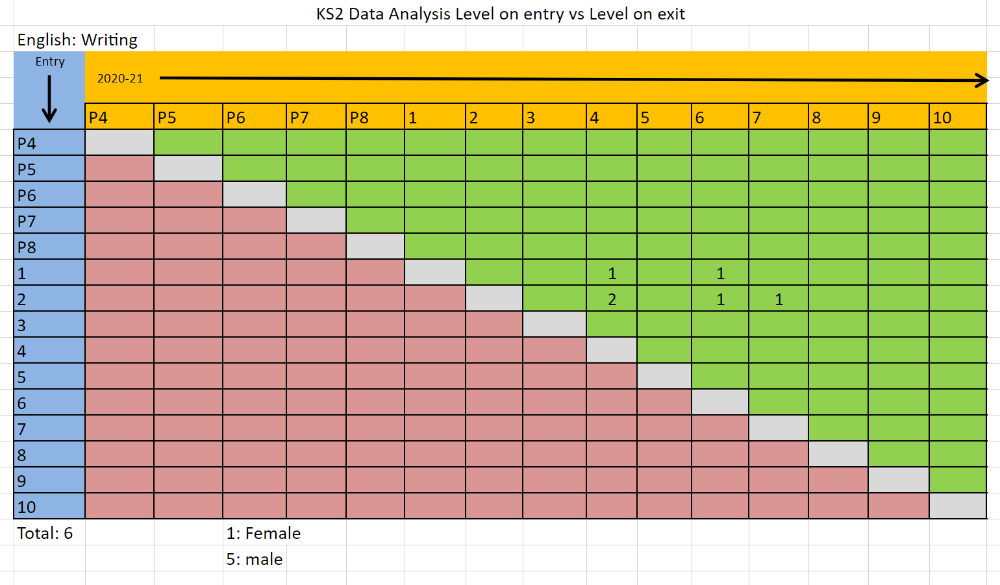 KS2 Data Analysis Level on entry vs Level on exit
English: Writing
Entry
2020-21
P4 P5 P6 P7 P8 1 2 3 4 5 6 7 8 9 10
P4
P5
P6
P7
P8
1 1 1
2 2 1 1
3
4
5
6
7
8
9
10
Total: 6 1: Female
5: male